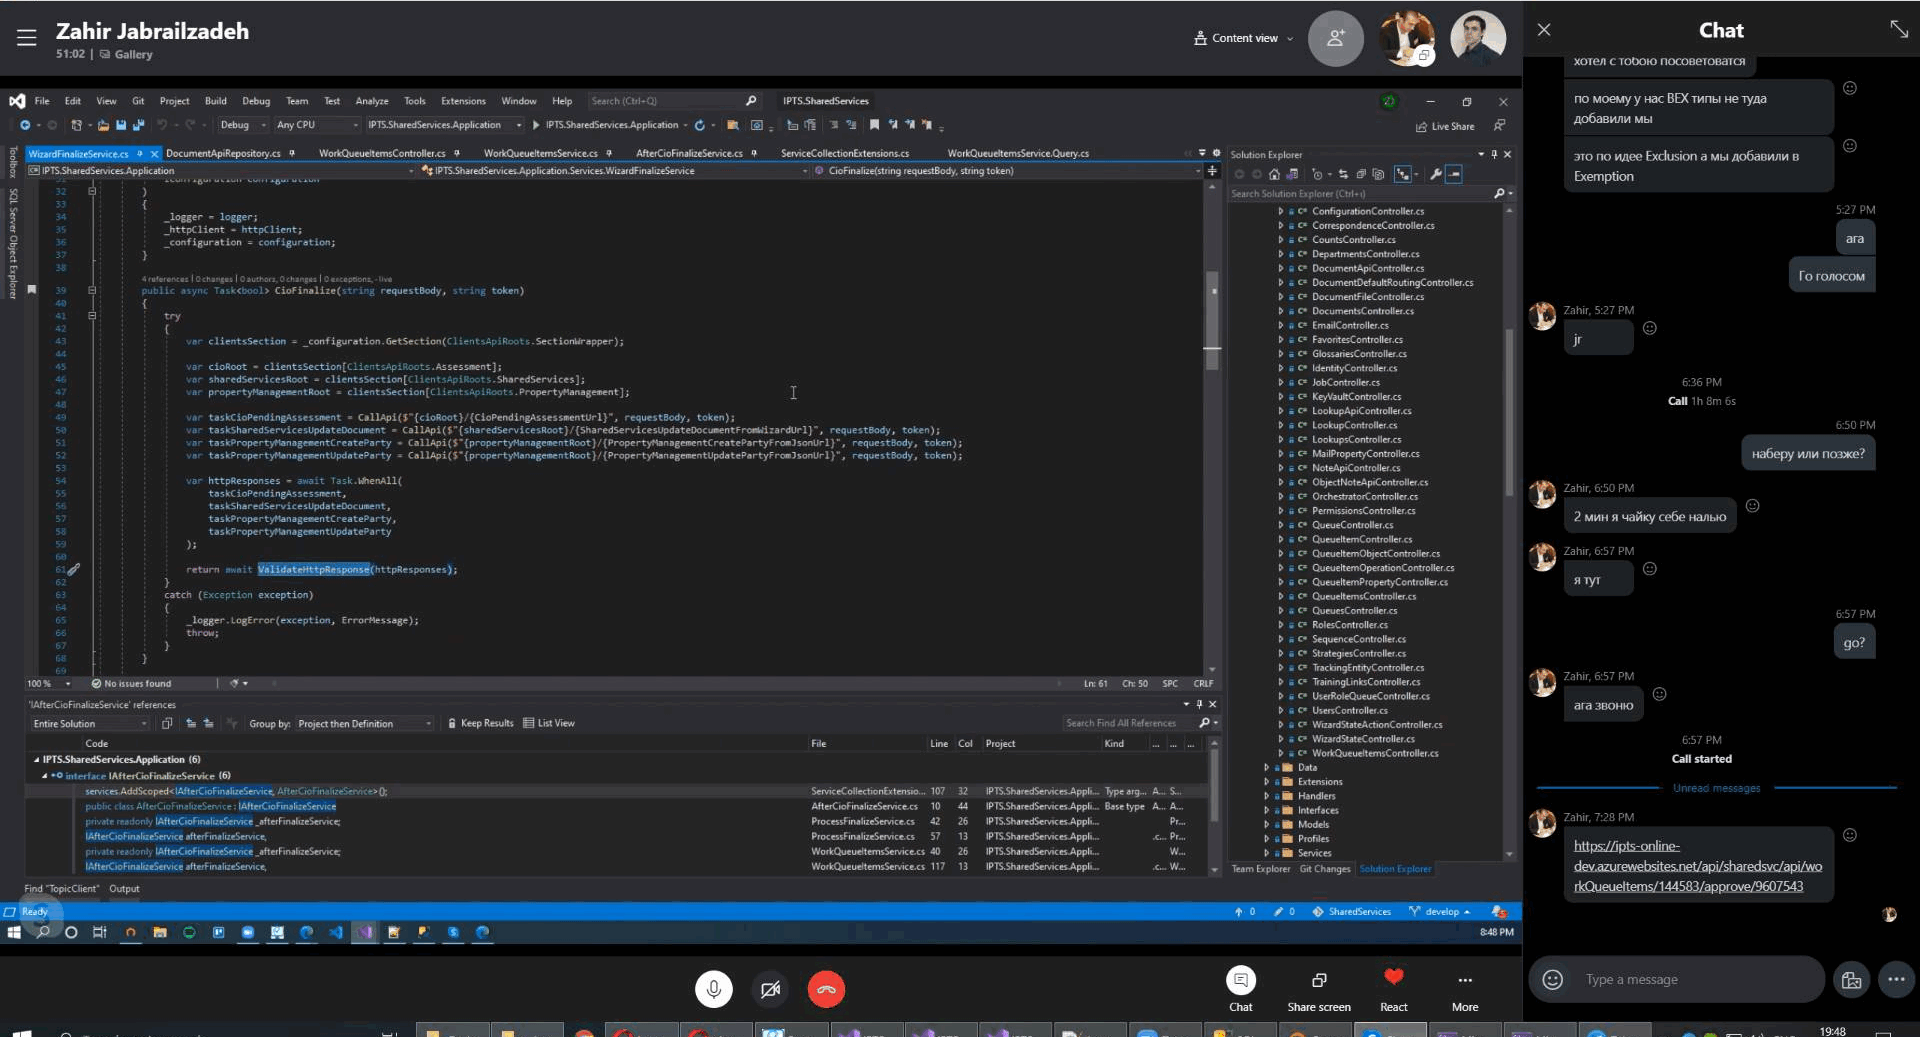 Zahir Jabrailzadeh
51:02 | Gallery
Content view
File Edit View Git Project Build Debug Team Test Analyze Tools Extensions Window Help Search (Ctrl+Q) IPTS.SharedServices
Debug Any CPU IPTS.SharedServices.Application IPTS.SharedServices.Application Live Share
Toolbox
SQL Server Object Explorer
WizardFinalizeService.cs DocumentApiRepository.cs WorkQueueItemsController.cs WorkQueueItemsService.cs AfterCioFinalizeService.cs ServiceCollectionExtensions.cs WorkQueueItemsService.Query.cs
IPTS.SharedServices.Application IPTS.SharedServices.Application.Services.WizardFinalizeService CioFinalize(string requestBody, string token)
32 )
33 {
34 _logger = logger;
35 _httpClient = httpClient;
36 _configuration = configuration;
37 }
38
4 references | 0 changes | 0 authors, 0 changes | 0 exceptions, - live
39 public async Task<bool> CioFinalize(string requestBody, string token)
40 {
41 try
42 {
43 var clientsSection = _configuration.GetSection(ClientsApiRoots.SectionWrapper);
44
45 var cioRoot = clientsSection[ClientsApiRoots.Assessment];
46 var sharedServicesRoot = clientsSection[ClientsApiRoots.SharedServices];
47 var propertyManagementRoot = clientsSection[ClientsApiRoots.PropertyManagement];
48
49 var taskCioPendingAssessment = CallApi($"{cioRoot}/{CioPendingAssessmentUrl}", requestBody, token);
50 var taskSharedServicesUpdateDocument = CallApi($"{sharedServicesRoot}/{SharedServicesUpdateDocumentFromWizardUrl}", requestBody, token);
51 var taskPropertyManagementCreateParty = CallApi($"{propertyManagementRoot}/{PropertyManagementCreatePartyFromJsonUrl}", requestBody, token);
52 var taskPropertyManagementUpdateParty = CallApi($"{propertyManagementRoot}/{PropertyManagementUpdatePartyFromJsonUrl}", requestBody, token);
53
54 var httpResponses = await Task.WhenAll(
55 taskCioPendingAssessment,
56 taskSharedServicesUpdateDocument,
57 taskPropertyManagementCreateParty,
58 taskPropertyManagementUpdateParty
59 );
60
61 return await ValidateHttpResponse(httpResponses);
62 }
63 catch (Exception exception)
64 {
65 _logger.LogError(exception, ErrorMessage);
66 throw;
67 }
68 }
69
100 % No issues found Ln: 61 Ch: 50 SPC CRLF
'IAfterCioFinalizeService' references
Entire Solution Group by: Project then Definition Keep Results List View Search Find All References
Code File Line Col Project Kind ... ... ...
IPTS.SharedServices.Application (6)
interface IAfterCioFinalizeService (6)
services.AddScoped<IAfterCioFinalizeService, AfterCioFinalizeService>(); ServiceCollectionExtensio... 107 32 IPTS.SharedServices.Appli... Type arg... A... S...
public class AfterCioFinalizeService : IAfterCioFinalizeService AfterCioFinalizeService.cs 10 44 IPTS.SharedServices.Appli... Base type A... A...
private readonly IAfterCioFinalizeService _afterFinalizeService; ProcessFinalizeService.cs 42 26 IPTS.SharedServices.Appli... Pr...
IAfterCioFinalizeService afterFinalizeService, ProcessFinalizeService.cs 57 13 IPTS.SharedServices.Appli... .c... Pr...
private readonly IAfterCioFinalizeService _afterFinalizeService; WorkQueueItemsService.cs 40 26 IPTS.SharedServices.Appli... W...
IAfterCioFinalizeService afterFinalizeService, WorkQueueItemsService.cs 117 13 IPTS.SharedServices.Appli... .c... W...
Find "TopicClient" Output
Ready 0 0 SharedServices develop
8:48 PM
Solution Explorer
Search Solution Explorer (Ctrl+;)
ConfigurationController.cs
CorrespondenceController.cs
CountsController.cs
DepartmentsController.cs
DocumentApiController.cs
DocumentDefaultRoutingController.cs
DocumentFileController.cs
DocumentsController.cs
EmailController.cs
FavoritesController.cs
GlossariesController.cs
IdentityController.cs
JobController.cs
KeyVaultController.cs
LookupApiController.cs
LookupController.cs
LookupsController.cs
MailPropertyController.cs
NoteApiController.cs
ObjectNoteApiController.cs
OrchestratorController.cs
PermissionsController.cs
QueueController.cs
QueueItemController.cs
QueueItemObjectController.cs
QueueItemOperationController.cs
QueueItemPropertyController.cs
QueueItemsController.cs
QueuesController.cs
RolesController.cs
SequenceController.cs
StrategiesController.cs
TrackingEntityController.cs
TrainingLinksController.cs
UserRoleQueueController.cs
UsersController.cs
WizardStateActionController.cs
WizardStateController.cs
WorkQueueItemsController.cs
Data
Extensions
Handlers
Interfaces
Models
Profiles
Services
Team Explorer Git Changes Solution Explorer
Chat Share screen React More
Chat
хотел с тобою посоветоватся
по моему у нас ВЕХ типы не туда
добавили мы
это по идее Exclusion а мы добавили в
Exemption
5:27 PM
ага
Го голосом
Zahir, 5:27 PM
jr
6:36 PM
Call 1h 8m 6s
6:50 PM
наберу или позже?
Zahir, 6:50 PM
2 мин я чайку себе налью
Zahir, 6:57 PM
я тут
6:57 PM
go?
Zahir, 6:57 PM
ага звоню
6:57 PM
Call started
Unread messages
Zahir, 7:28 PM
https://ipts-online-
dev.azurewebsites.net/api/sharedsvc/api/wo
rkQueueItems/144583/approve/9607543
Type a message
19:48